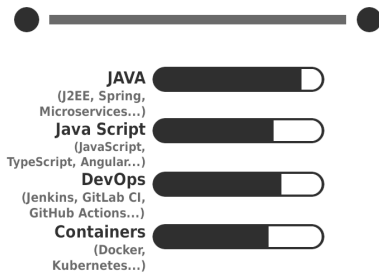 JAVA
(J2EE, Spring,
Microservices...)
Java Script
(JavaScript,
TypeScript, Angular...)
DevOps
(Jenkins, GitLab CI,
GitHub Actions...)
Containers
(Docker,
Kubernetes...)